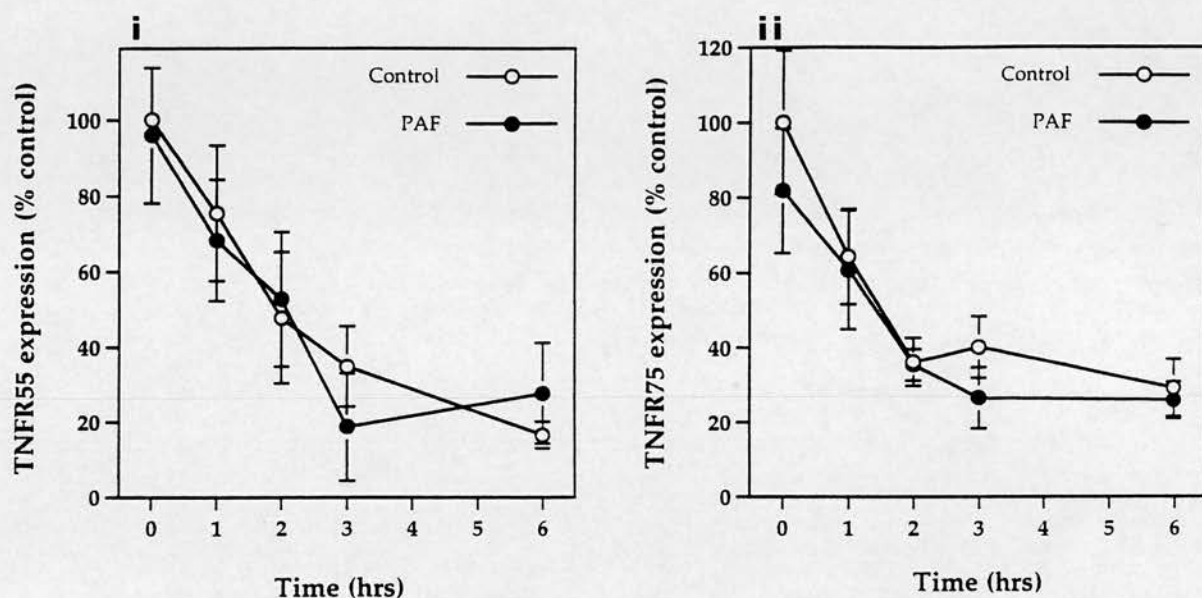 i
TNFR55 expression (% control)
100
80
60
40
20
0
0 1 2 3 4 5 6
Time (hrs)
Control
PAF
ii
TNFR75 expression (% control)
120
100
80
60
40
20
0
0 1 2 3 4 5 6
Time (hrs)
Control
PAF